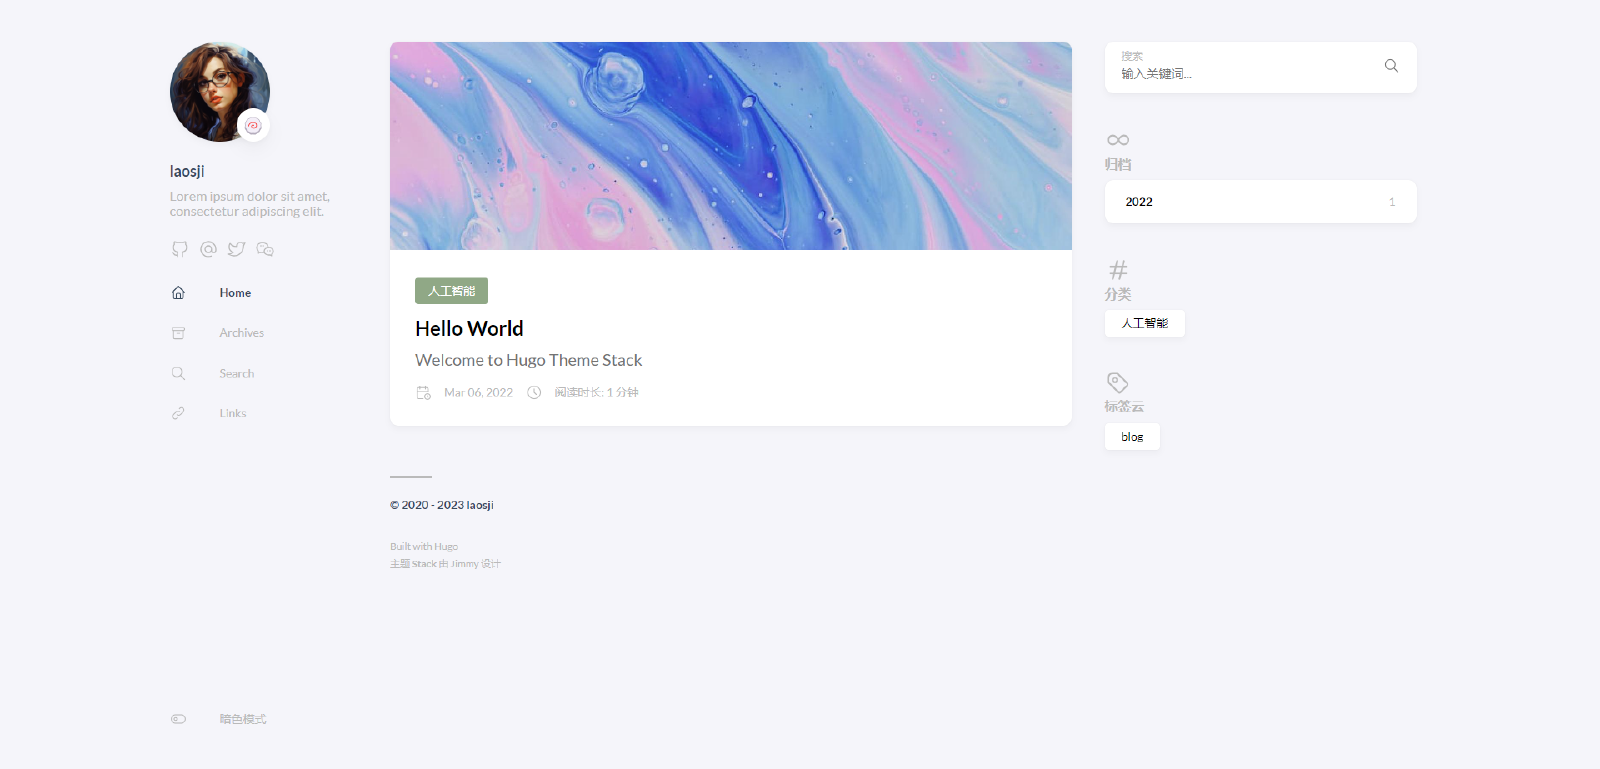 laosji
Lorem ipsum dolor sit amet,
consectetur adipiscing elit.
Home
Archives
Search
Links
暗色模式
人工智能
Hello World
Welcome to Hugo Theme Stack
Mar 06, 2022 阅读时长: 1 分钟
© 2020 - 2023 laosji
Built with Hugo
主题 Stack 由 Jimmy 设计
搜索
输入关键词...
归档
2022 1
分类
人工智能
标签云
blog